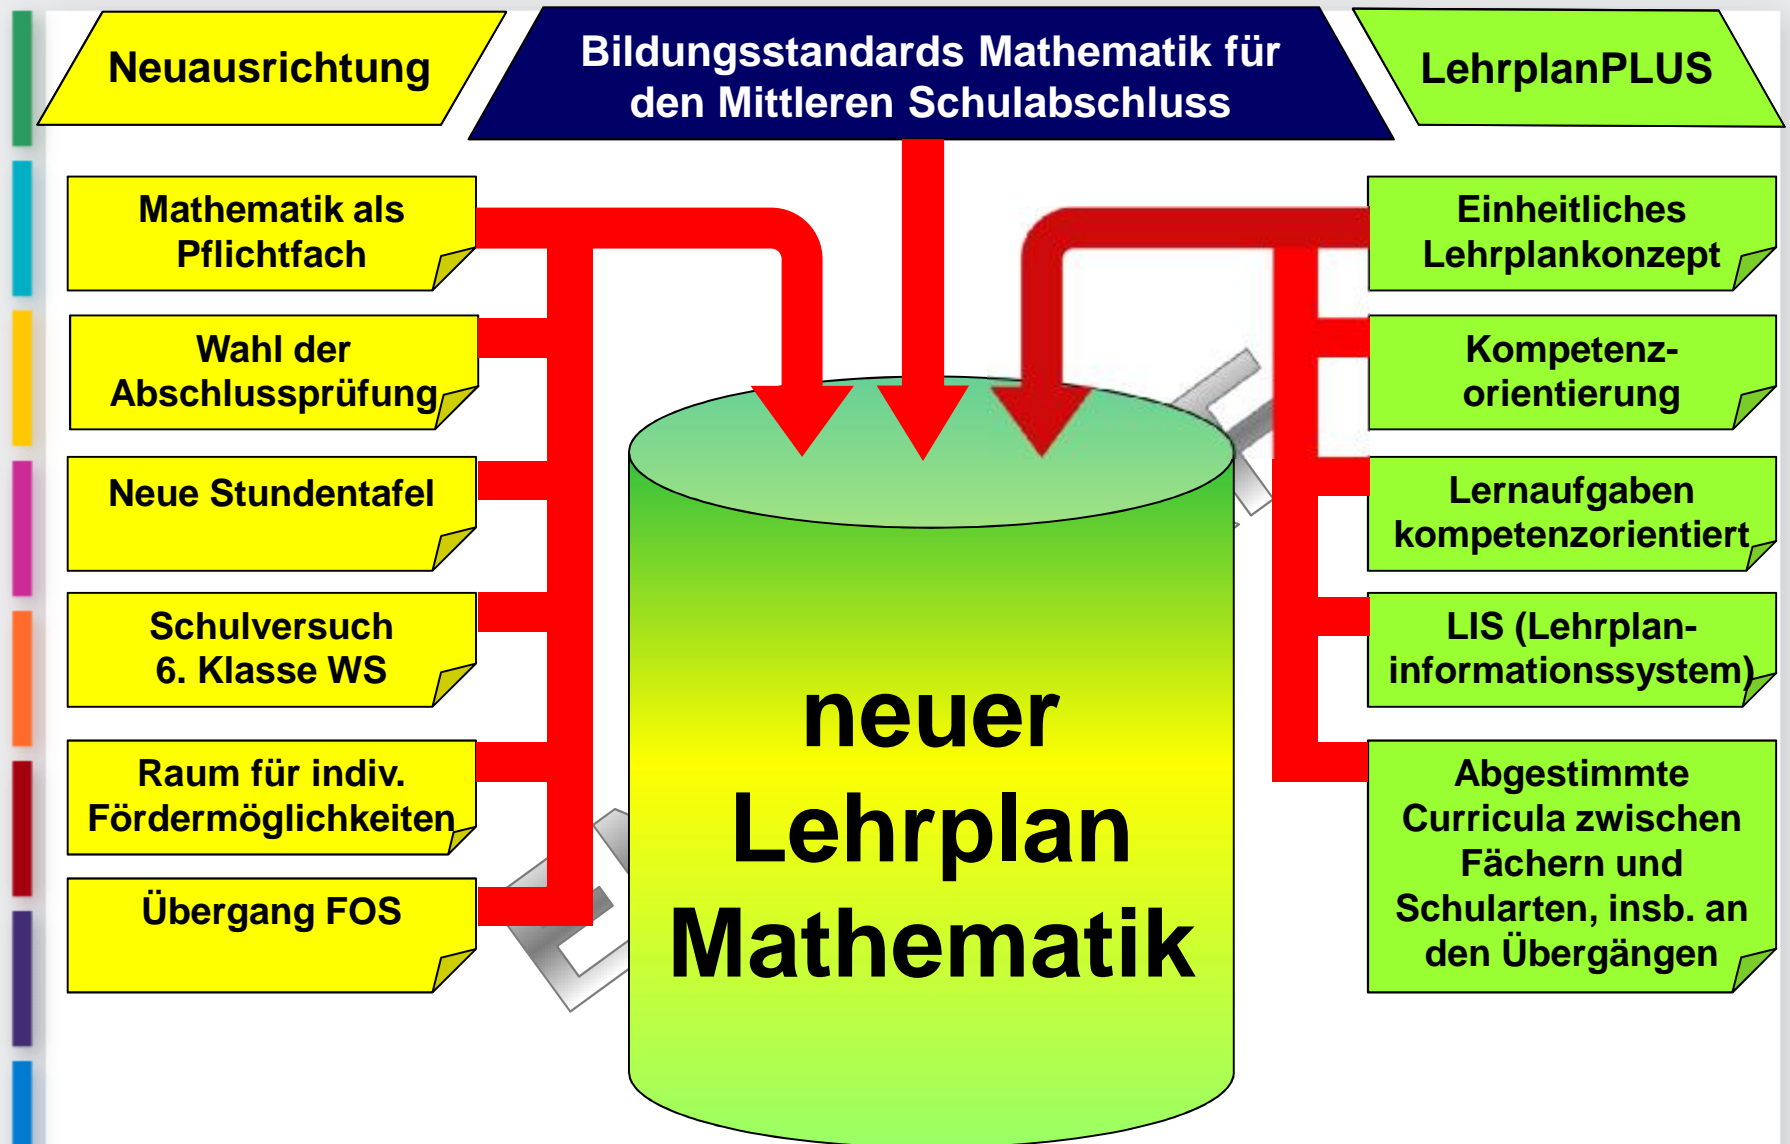 Neuausrichtung
Bildungsstandards Mathematik für
den Mittleren Schulabschluss
LehrplanPLUS
Mathematik als
Pflichtfach
Wahl der
Abschlussprüfung
Neue Stundentafel
Schulversuch
6. Klasse WS
Raum für indiv.
Fördermöglichkeiten
Übergang FOS
neuer
Lehrplan
Mathematik
Einheitliches
Lehrplankonzept
Kompetenz-
orientierung
Lernaufgaben
kompetenzorientiert
LIS (Lehrplan-
informationssystem)
Abgestimmte
Curricula zwischen
Fächern und
Schularten, insb. an
den Übergängen